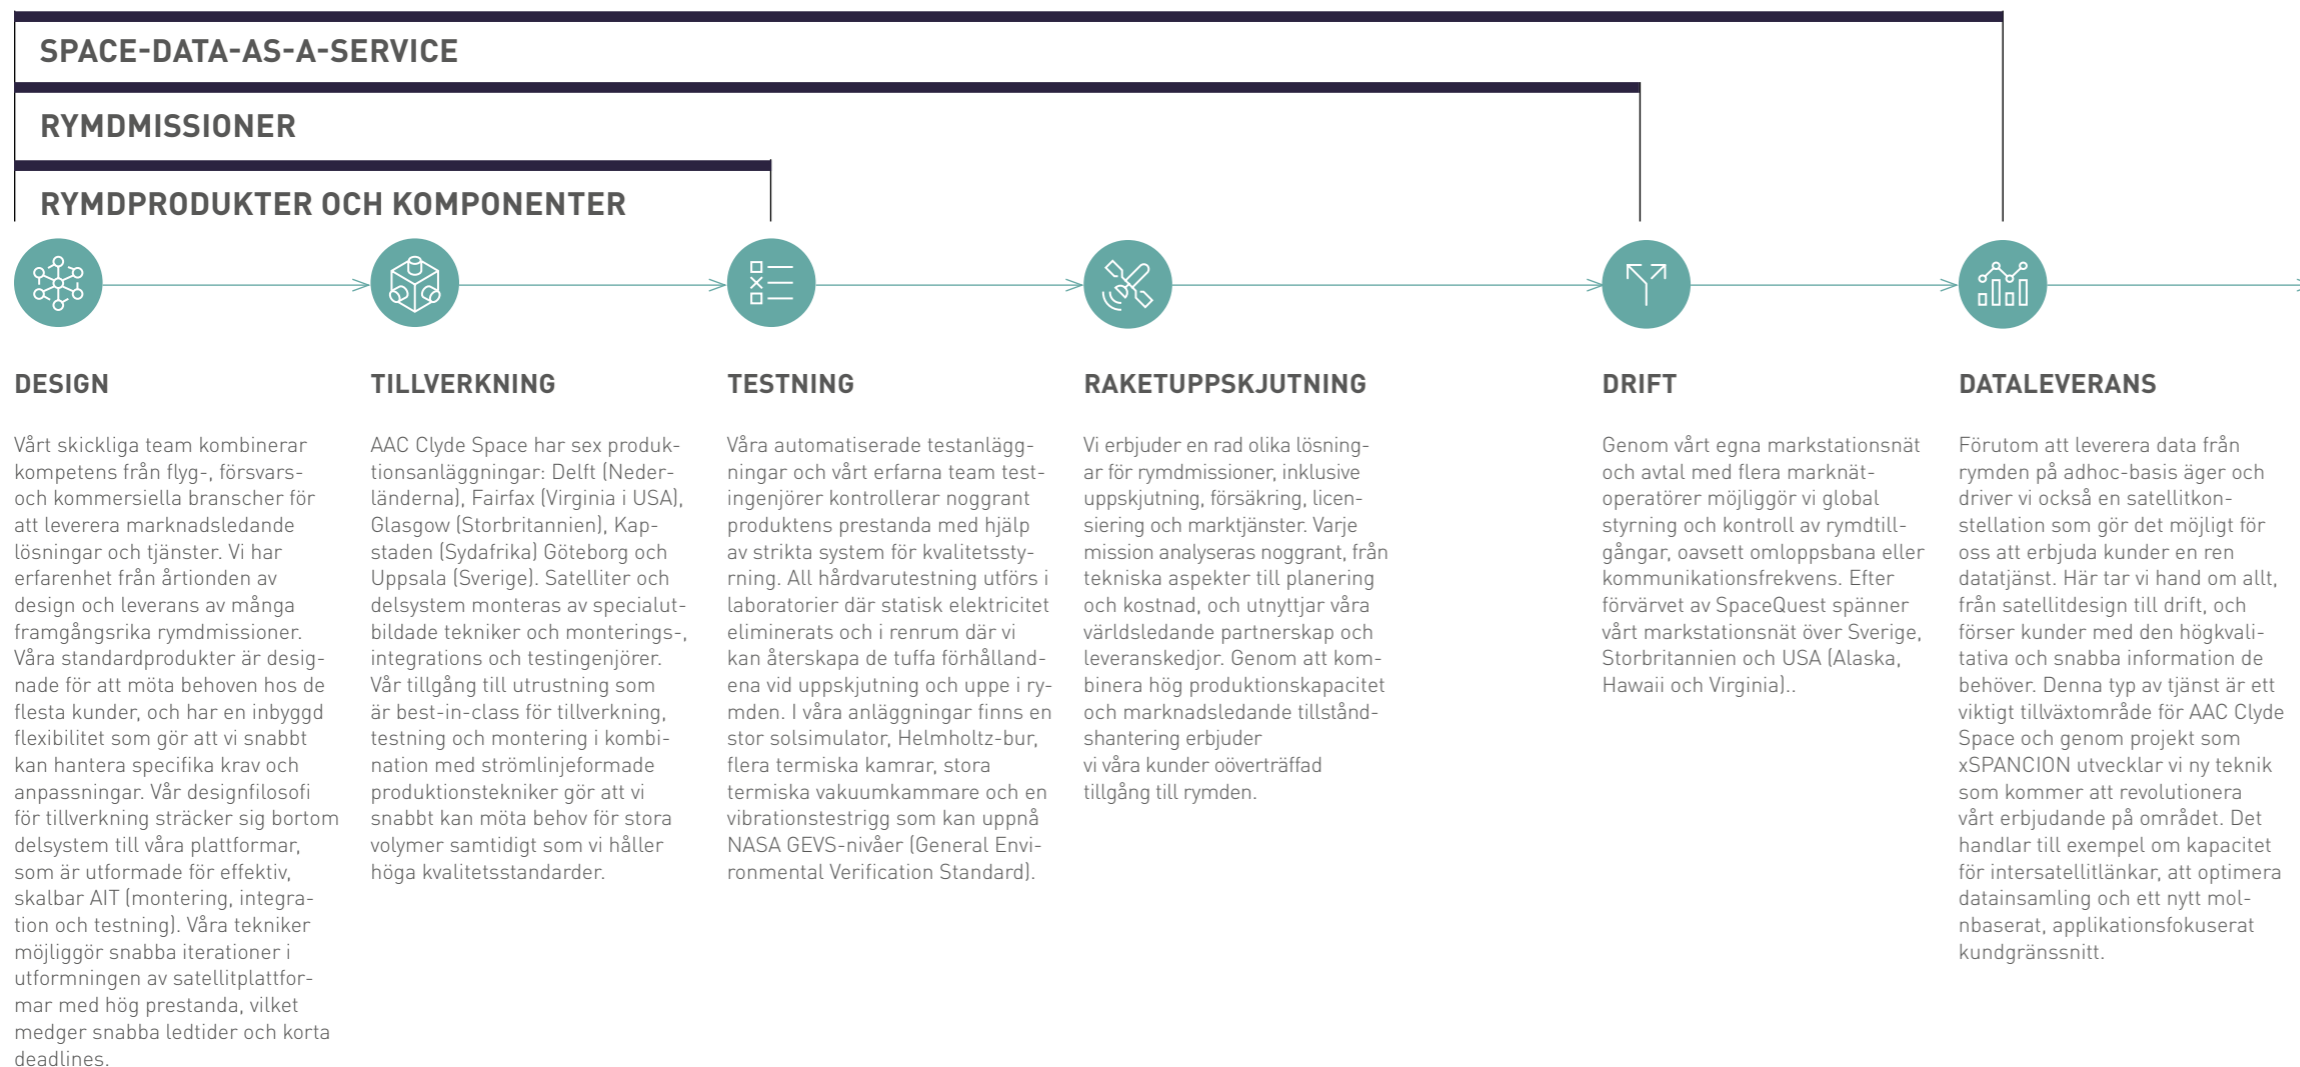 SPACE-DATA-AS-A-SERVICE
RYMDMISSIONER
RYMDPRODUKTER OCH KOMPONENTER
DESIGN
Vårt skickliga team kombinerar
kompetens från flyg-, försvars-
och kommersiella branscher för
att leverera marknadsledande
lösningar och tjänster. Vi har
erfarenhet från årtionden av
design och leverans av många
framgångsrika rymdmissioner.
Våra standardprodukter är desig-
nade för att möta behoven hos de
flesta kunder, och har en inbyggd
flexibilitet som gör att vi snabbt
kan hantera specifika krav och
anpassningar. Vår designfilosofi
för tillverkning sträcker sig bortom
delsystem till våra plattformar,
som är utformade för effektiv,
skalbar AIT (montering, integra-
tion och testning). Våra tekniker
möjliggör snabba iterationer i
utformningen av satellitplattfor-
mar med hög prestanda, vilket
medger snabba ledtider och korta
deadlines.
TILLVERKNING
AAC Clyde Space har sex produk-
tionsanläggningar: Delft (Neder-
länderna), Fairfax (Virginia i USA),
Glasgow (Storbritannien), Kap-
staden (Sydafrika) Göteborg och
Uppsala (Sverige). Satelliter och
delsystem monteras av specialut-
bildade tekniker och monterings-,
integrations och testingenjörer.
Vår tillgång till utrustning som
är best-in-class för tillverkning,
testning och montering i kombi-
nation med strömlinjeformade
produktionstekniker gör att vi
snabbt kan möta behov för stora
volymer samtidigt som vi håller
höga kvalitetsstandarder.
TESTNING
Våra automatiserade testanlägg-
ningar och vårt erfarna team test-
ingenjörer kontrollerar noggrant
produktens prestanda med hjälp
av strikta system för kvalitetssty-
rning. All hårdvarutestning utförs i
laboratorier där statisk elektricitet
eliminerats och i renrum där vi
kan återskapa de tuffa förhålland-
ena vid uppskjutning och uppe i ry-
mden. I våra anläggningar finns en
stor solsimulator, Helmholtz-bur,
flera termiska kamrar, stora
termiska vakuumkammare och en
vibrationstestrigg som kan uppnå
NASA GEVS-nivåer (General Envi-
ronmental Verification Standard).
RAKETUPPSKJUTNING
Vi erbjuder en rad olika lösning-
ar för rymdmissioner, inklusive
uppskjutning, försäkring, licen-
siering och marktjänster. Varje
mission analyseras noggrant, från
tekniska aspekter till planering
och kostnad, och utnyttjar våra
världsledande partnerskap och
leveranskedjor. Genom att kom-
binera hög produktionskapacitet
och marknadsledande tillstånd-
shantering erbjuder
vi våra kunder oöverträffad
tillgång till rymden.
DRIFT
Genom vårt egna markstationsnät
och avtal med flera marknät-
operatörer möjliggör vi global
styrning och kontroll av rymdtill-
gångar, oavsett omloppsbana eller
kommunikationsfrekvens. Efter
förvärvet av SpaceQuest spänner
vårt markstationsnät över Sverige,
Storbritannien och USA (Alaska,
Hawaii och Virginia)..
DATALEVERANS
Förutom att leverera data från
rymden på adhoc-basis äger och
driver vi också en satellitkon-
stellation som gör det möjligt för
oss att erbjuda kunder en ren
datatjänst. Här tar vi hand om allt,
från satellitdesign till drift, och
förser kunder med den högkvali-
tativa och snabba information de
behöver. Denna typ av tjänst är ett
viktigt tillväxtområde för AAC Clyde
Space och genom projekt som
xSPANCION utvecklar vi ny teknik
som kommer att revolutionera
vårt erbjudande på området. Det
handlar till exempel om kapacitet
för intersatellitlänkar, att optimera
datainsamling och ett nytt mol-
nbaserat, applikationsfokuserat
kundgränssnitt.